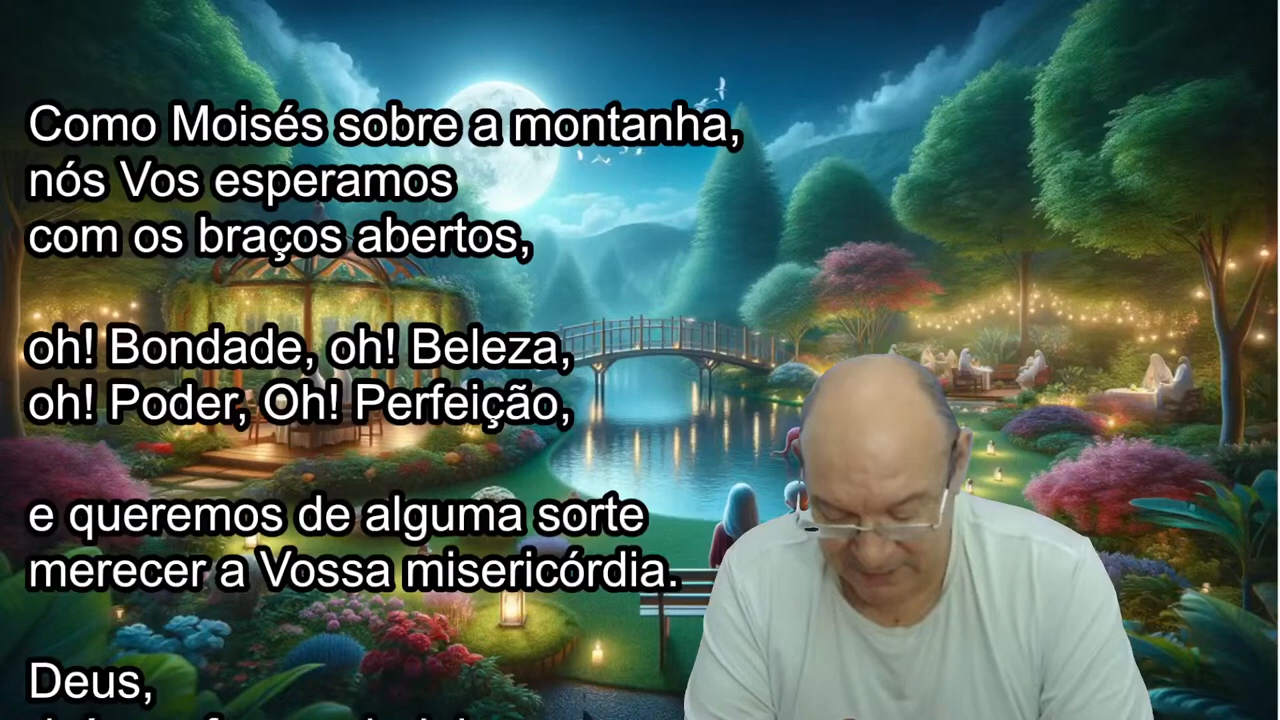 Como Moisés sobre a montanha,
nós Vos esperamos
com os braços abertos,
oh! Bondade, oh! Beleza,
oh! Poder, Oh! Perfeição,
e queremos de alguma sorte
merecer a Vossa misericórdia.
Deus,